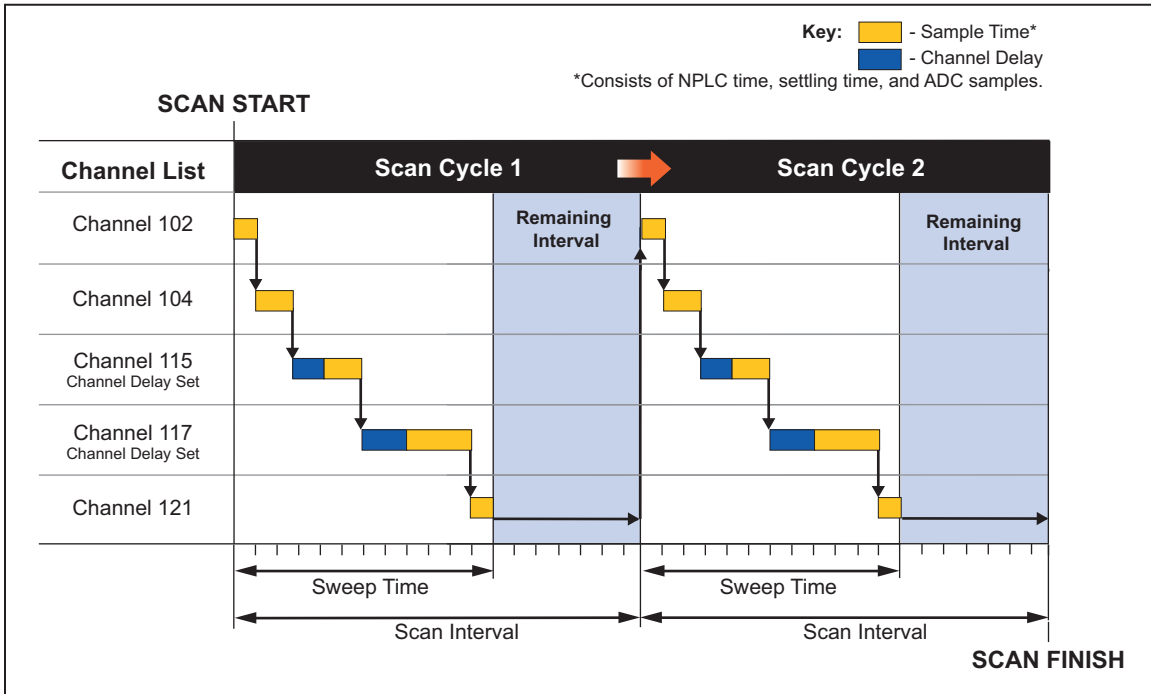 Key: - Sample Time*
- Channel Delay
*Consists of NPLC time, settling time, and ADC samples.
SCAN START
Channel List
Scan Cycle 1
Scan Cycle 2
Channel 102
Remaining
Interval
Remaining
Interval
Channel 104
Channel 115
Channel Delay Set
Channel 117
Channel Delay Set
Channel 121
Sweep Time
Sweep Time
Scan Interval
Scan Interval
SCAN FINISH